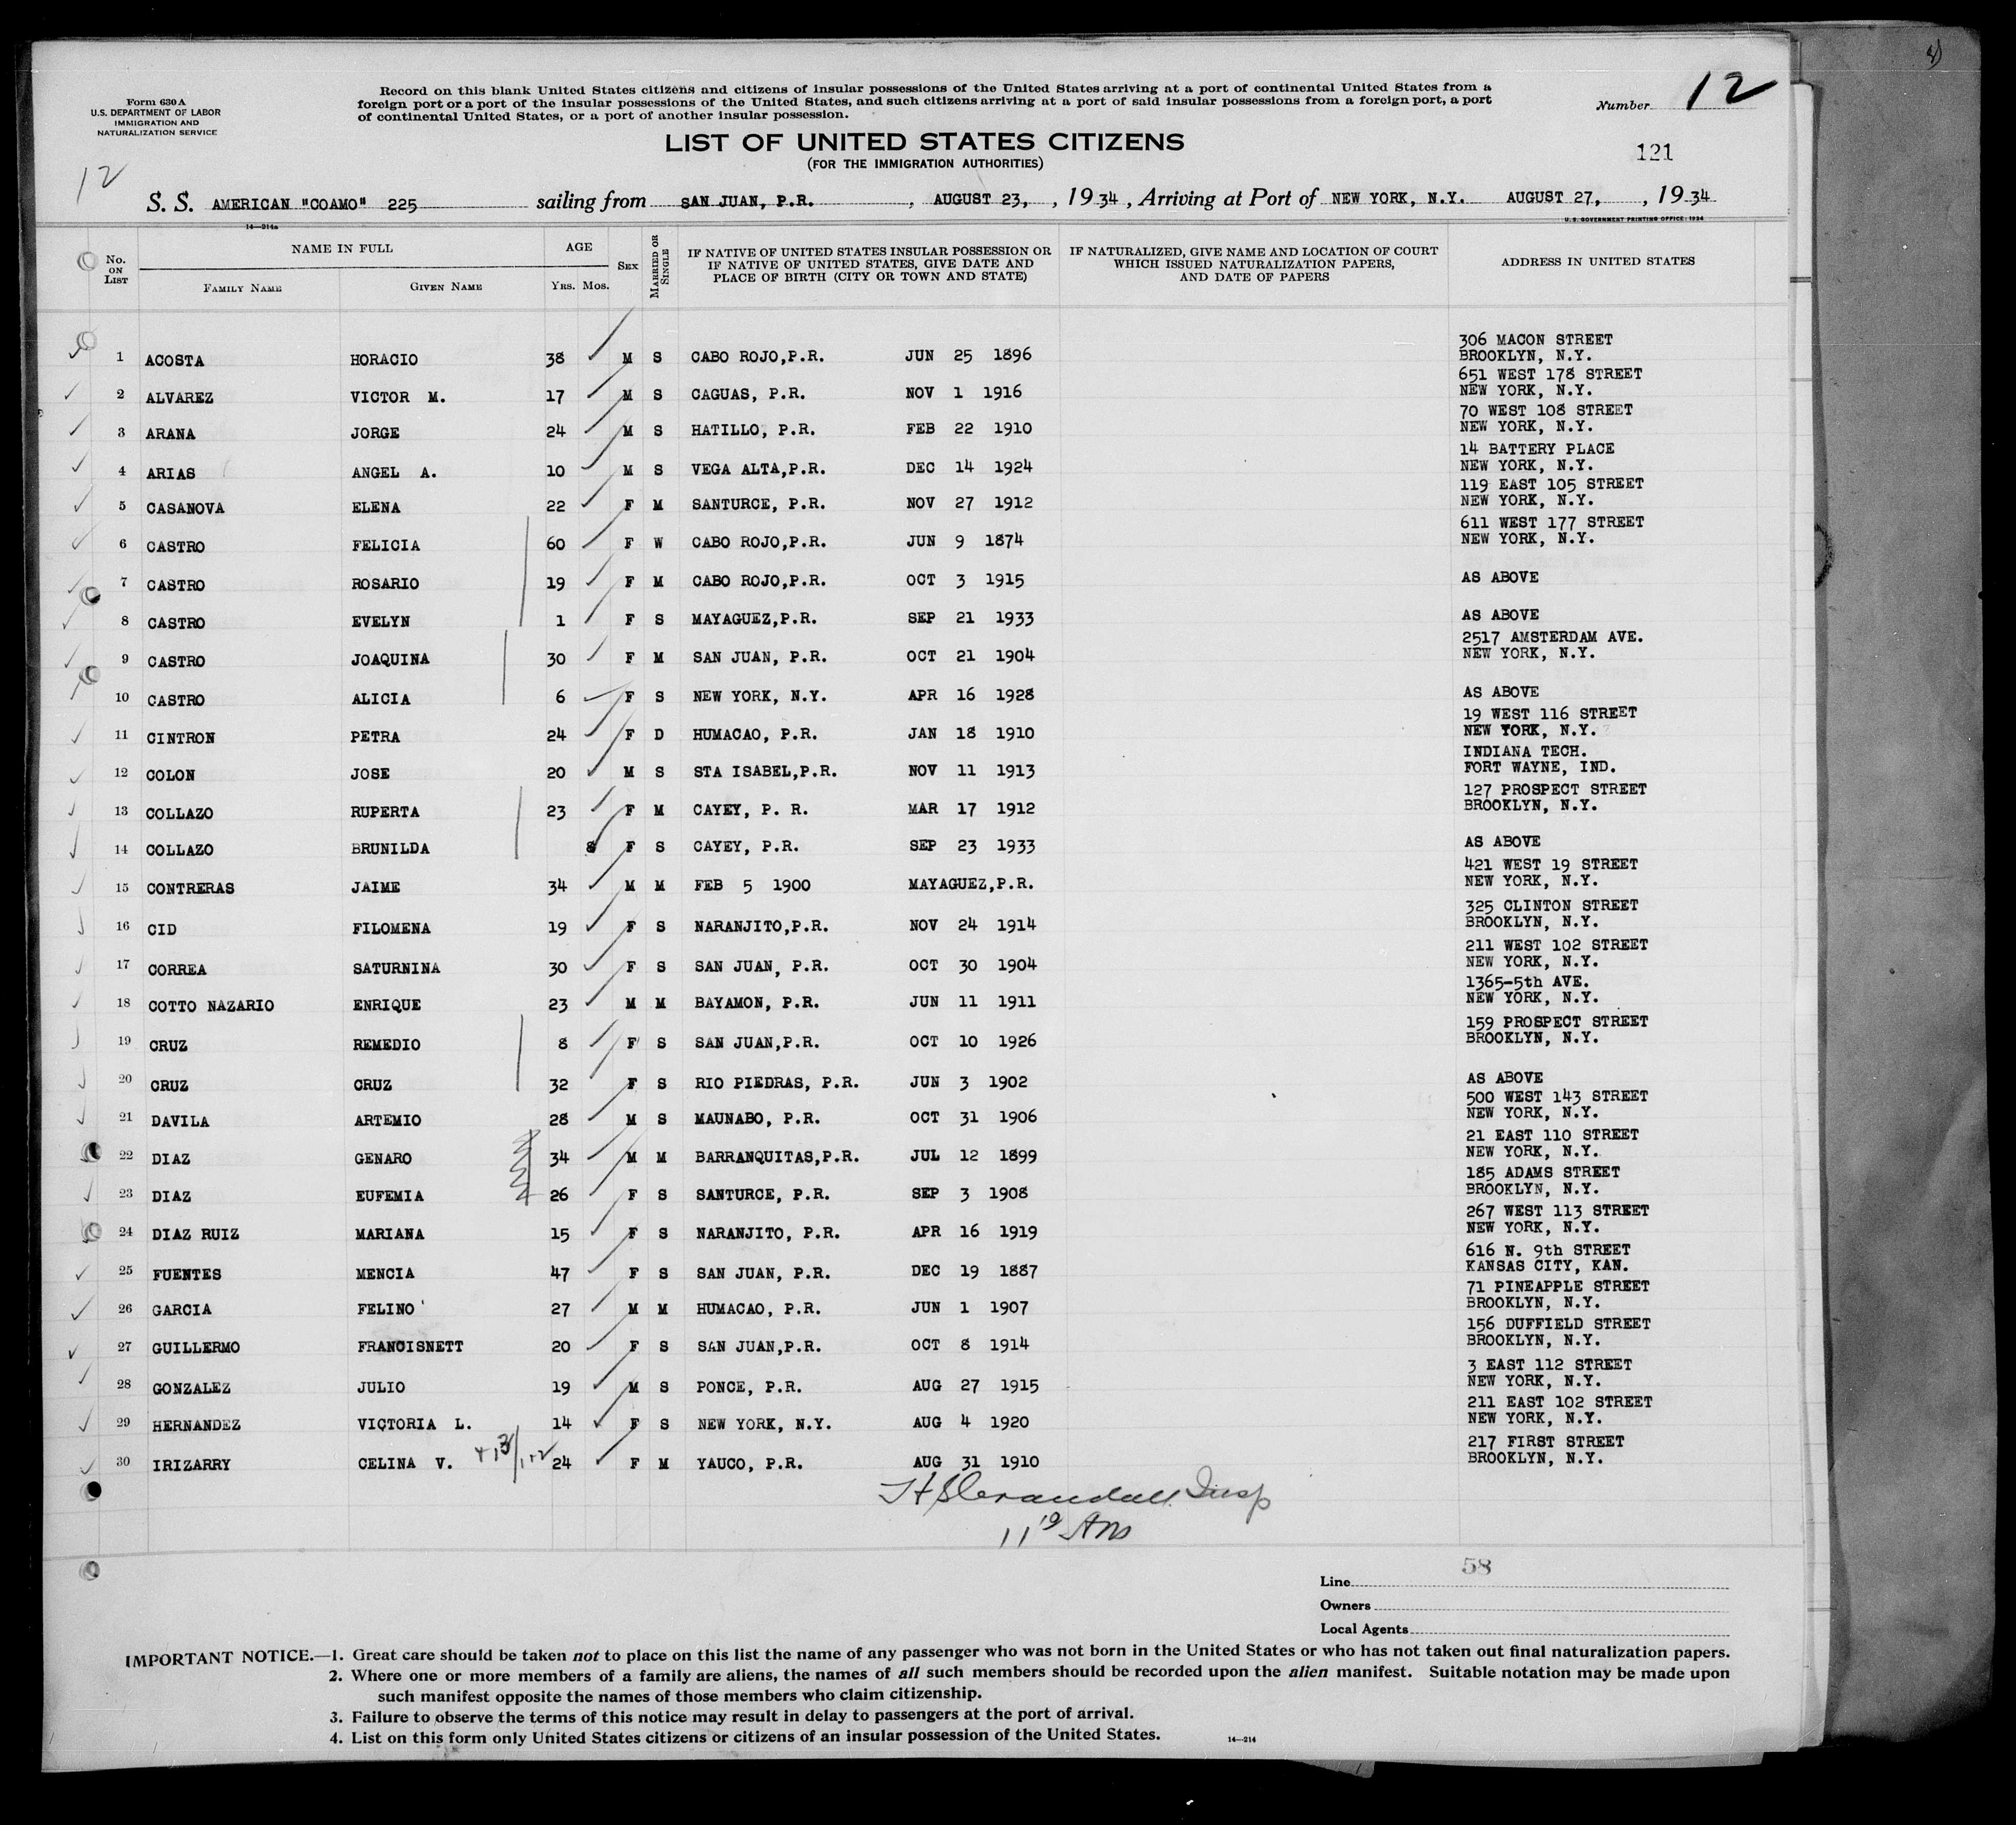 Form 630 A
U.S. DEPARTMENT OF LABOR
IMMIGRATION AND
NATURALIZATION SERVICE
Record on this blank United States citizens and citizens of insular possessions of the United States arriving at a port of continental United States from a
foreign port or a port of the insular possessions of the United States, and such citizens arriving at a port of said insular possessions from a foreign port, a port
of continental United States, or a port of another insular possession.
Number 12
LIST OF UNITED STATES CITIZENS
(FOR THE IMMIGRATION AUTHORITIES)
121
12
S. S. AMERICAN "COAMO" 225 sailing from SAN JUAN, P.R. , AUGUST 23, , 1934, Arriving at Port of NEW YORK, N.Y. AUGUST 27, , 1934
14—214a
U. S. GOVERNMENT PRINTING OFFICE: 1934
No. ON LIST
NAME IN FULL
FAMILY NAME GIVEN NAME
AGE
YRS. MOS.
SEX
MARRIED OR SINGLE
IF NATIVE OF UNITED STATES INSULAR POSSESSION OR
IF NATIVE OF UNITED STATES, GIVE DATE AND
PLACE OF BIRTH (CITY OR TOWN AND STATE)
IF NATURALIZED, GIVE NAME AND LOCATION OF COURT
WHICH ISSUED NATURALIZATION PAPERS,
AND DATE OF PAPERS
ADDRESS IN UNITED STATES
306 MACON STREET
1 ACOSTA HORACIO 38 M S CABO ROJO,P.R. JUN 25 1896 BROOKLYN, N.Y.
651 WEST 178 STREET
2 ALVAREZ VICTOR M. 17 M S CAGUAS, P.R. NOV 1 1916 NEW YORK, N.Y.
70 WEST 108 STREET
3 ARANA JORGE 24 M S HATILLO, P.R. FEB 22 1910 NEW YORK, N.Y.
14 BATTERY PLACE
4 ARIAS ANGEL A. 10 M S VEGA ALTA,P.R. DEC 14 1924 NEW YORK, N.Y.
119 EAST 105 STREET
5 CASANOVA ELENA 22 F M SANTURCE, P.R. NOV 27 1912 NEW YORK, N.Y.
611 WEST 177 STREET
6 CASTRO FELICIA 60 F W CABO ROJO,P.R. JUN 9 1874 NEW YORK, N.Y.
7 CASTRO ROSARIO 19 F M CABO ROJO,P.R. OCT 3 1915 AS ABOVE
8 CASTRO EVELYN 1 F S MAYAGUEZ,P.R. SEP 21 1933 AS ABOVE
2517 AMSTERDAM AVE.
9 CASTRO JOAQUINA 30 F M SAN JUAN, P.R. OCT 21 1904 NEW YORK, N.Y.
10 CASTRO ALICIA 6 F S NEW YORK, N.Y. APR 16 1928 AS ABOVE
19 WEST 116 STREET
11 CINTRON PETRA 24 F D HUMACAO, P.R. JAN 18 1910 NEW YORK, N.Y.
INDIANA TECH.
12 COLON JOSE 20 M S STA ISABEL,P.R. NOV 11 1913 FORT WAYNE, IND.
127 PROSPECT STREET
13 COLLAZO RUPERTA 23 F M CAYEY, P. R. MAR 17 1912 BROOKLYN, N.Y.
14 COLLAZO BRUNILDA 8 F S CAYEY, P.R. SEP 23 1933 AS ABOVE
421 WEST 19 STREET
15 CONTRERAS JAIME 34 M M FEB 5 1900 MAYAGUEZ,P.R. NEW YORK, N.Y.
325 CLINTON STREET
16 CID FILOMENA 19 F S NARANJITO,P.R. NOV 24 1914 BROOKLYN, N.Y.
211 WEST 102 STREET
17 CORREA SATURNINA 30 F S SAN JUAN, P.R. OCT 30 1904 NEW YORK, N.Y.
1365-5th AVE.
18 COTTO NAZARIO ENRIQUE 23 M M BAYAMON, P.R. JUN 11 1911 NEW YORK, N.Y.
159 PROSPECT STREET
19 CRUZ REMEDIO 8 F S SAN JUAN,P.R. OCT 10 1926 BROOKLYN, N.Y.
20 CRUZ CRUZ 32 F S RIO PIEDRAS, P.R. JUN 3 1902 AS ABOVE
500 WEST 143 STREET
21 DAVILA ARTEMIO 28 M S MAUNABO, P.R. OCT 31 1906 NEW YORK, N.Y.
21 EAST 110 STREET
22 DIAZ GENARO 34 M M BARRANQUITAS,P.R. JUL 12 1899 NEW YORK, N.Y.
185 ADAMS STREET
23 DIAZ EUFEMIA 26 F S SANTURCE, P.R. SEP 3 1908 BROOKLYN, N.Y.
267 WEST 113 STREET
24 DIAZ RUIZ MARIANA 15 F S NARANJITO, P.R. APR 16 1919 NEW YORK, N.Y.
616 N. 9th STREET
25 FUENTES MENCIA 47 F S SAN JUAN, P.R. DEC 19 1887 KANSAS CITY, KAN.
71 PINEAPPLE STREET
26 GARCIA FELINO 27 M M HUMACAO, P.R. JUN 1 1907 BROOKLYN, N.Y.
156 DUFFIELD STREET
27 GUILLERMO FRANCISNETT 20 F S SAN JUAN,P.R. OCT 8 1914 BROOKLYN, N.Y.
3 EAST 112 STREET
28 GONZALEZ JULIO 19 M S PONCE, P.R. AUG 27 1915 NEW YORK, N.Y.
211 EAST 102 STREET
29 HERNANDEZ VICTORIA L. 14 F S NEW YORK, N.Y. AUG 4 1920 NEW YORK, N.Y.
217 FIRST STREET
30 IRIZARRY CELINA V. 24 F M YAUCO, P.R. AUG 31 1910 BROOKLYN, N.Y.
Insp
58
Line
Owners
Local Agents
IMPORTANT NOTICE.—1. Great care should be taken not to place on this list the name of any passenger who was not born in the United States or who has not taken out final naturalization papers.
2. Where one or more members of a family are aliens, the names of all such members should be recorded upon the alien manifest. Suitable notation may be made upon
such manifest opposite the names of those members who claim citizenship.
3. Failure to observe the terms of this notice may result in delay to passengers at the port of arrival.
4. List on this form only United States citizens or citizens of an insular possession of the United States.
14—214